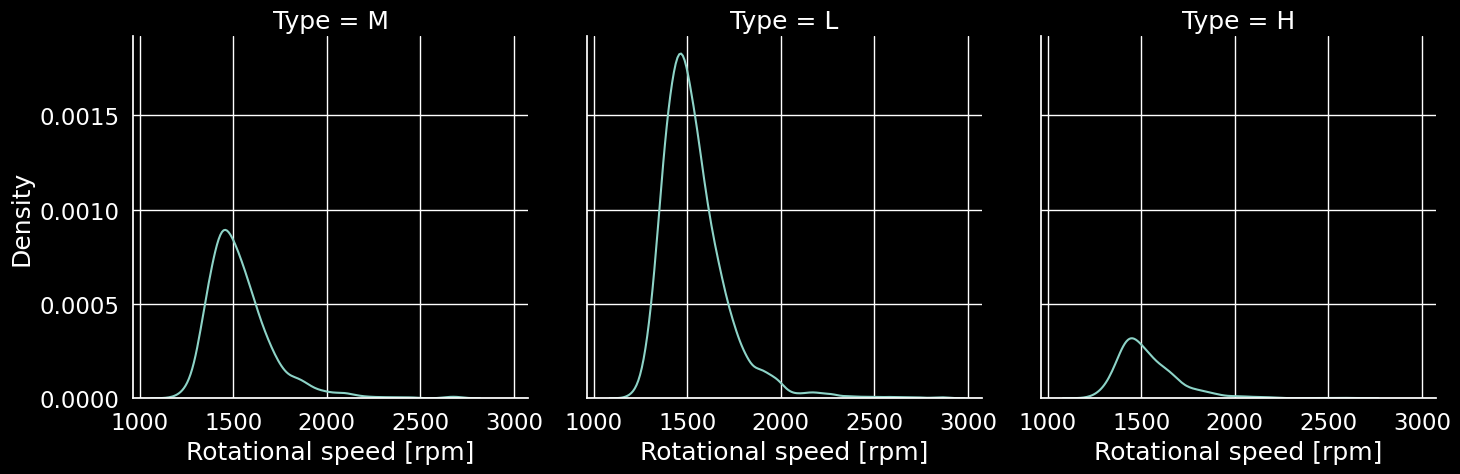 Type = M
Type = L
Type = H
Density
0.0015
0.0010
0.0005
0.0000
1000 1500 2000 2500 3000
1000 1500 2000 2500 3000
1000 1500 2000 2500 3000
Rotational speed [rpm]
Rotational speed [rpm]
Rotational speed [rpm]